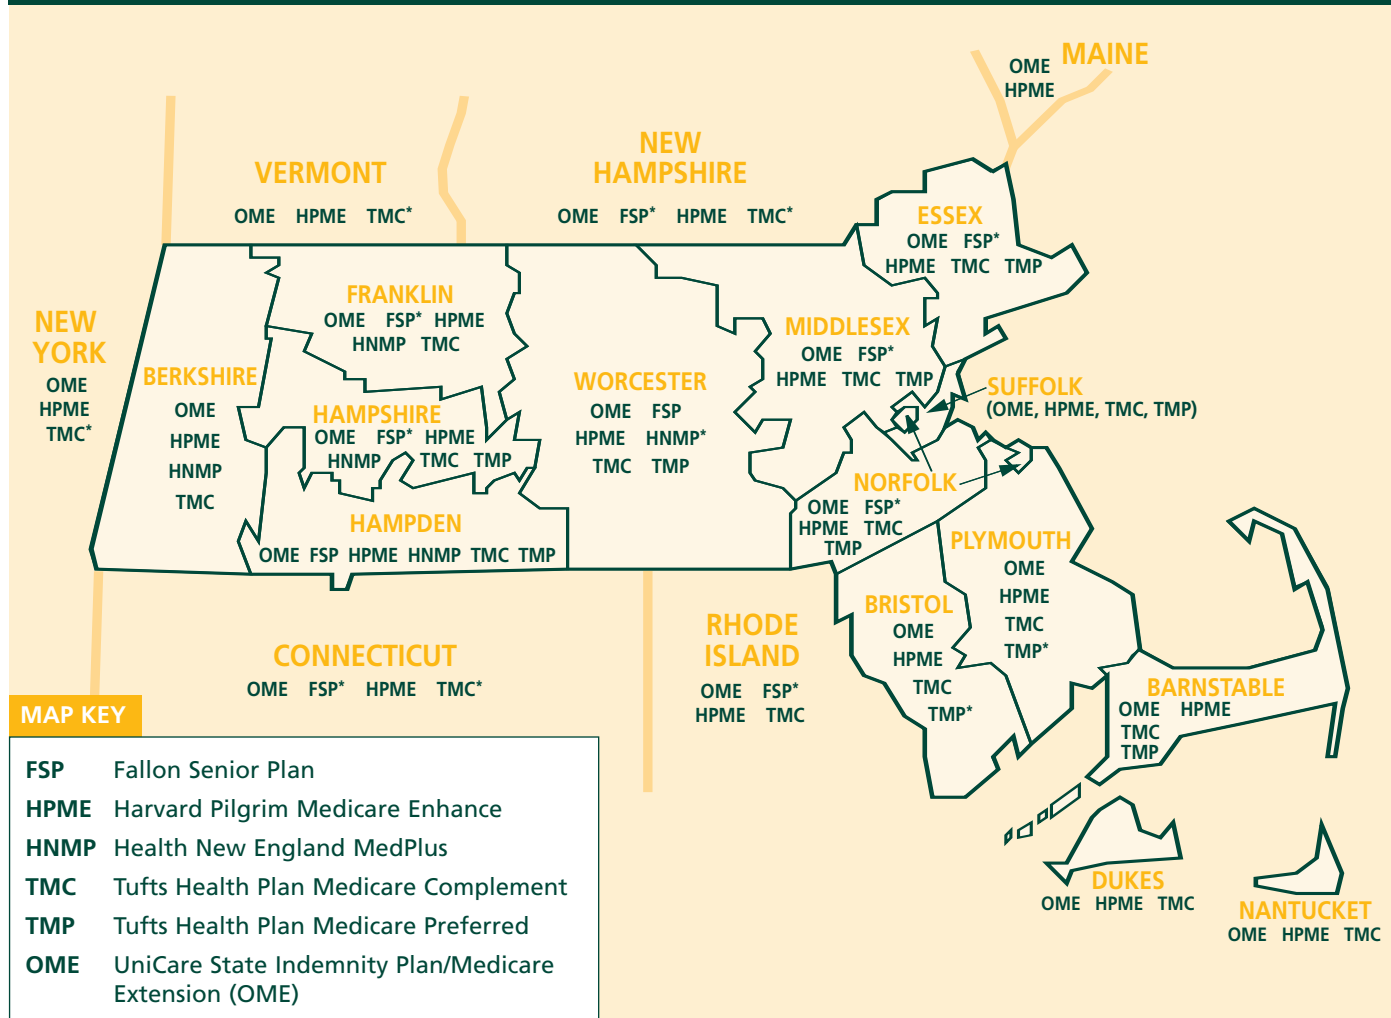 MAINE
OME
HPME
NEW
HAMPSHIRE
OME FSP* HPME TMC*
VERMONT
OME HPME TMC*
ESSEX
OME FSP*
HPME TMC TMP
NEW
YORK
OME
HPME
TMC*
BERKSHIRE
OME
HPME
HNMP
TMC
FRANKLIN
OME FSP* HPME
HNMP TMC
HAMPSHIRE
OME FSP* HPME
HNMP TMC TMP
HAMPDEN
OME FSP HPME HNMP TMC TMP
WORCESTER
OME FSP
HPME HNMP*
TMC TMP
MIDDLESEX
OME FSP*
HPME TMC TMP
SUFFOLK
(OME, HPME, TMC, TMP)
NORFOLK
OME FSP*
HPME TMC
TMP
PLYMOUTH
OME
HPME
TMC
TMP*
BRISTOL
OME
HPME
TMC
TMP*
BARNSTABLE
OME HPME
TMC
TMP
DUKES
OME HPME TMC
NANTUCKET
OME HPME TMC
CONNECTICUT
OME FSP* HPME TMC*
RHODE
ISLAND
OME FSP*
HPME TMC
MAP KEY
FSP Fallon Senior Plan
HPME Harvard Pilgrim Medicare Enhance
HNMP Health New England MedPlus
TMC Tufts Health Plan Medicare Complement
TMP Tufts Health Plan Medicare Preferred
OME UniCare State Indemnity Plan/Medicare
Extension (OME)